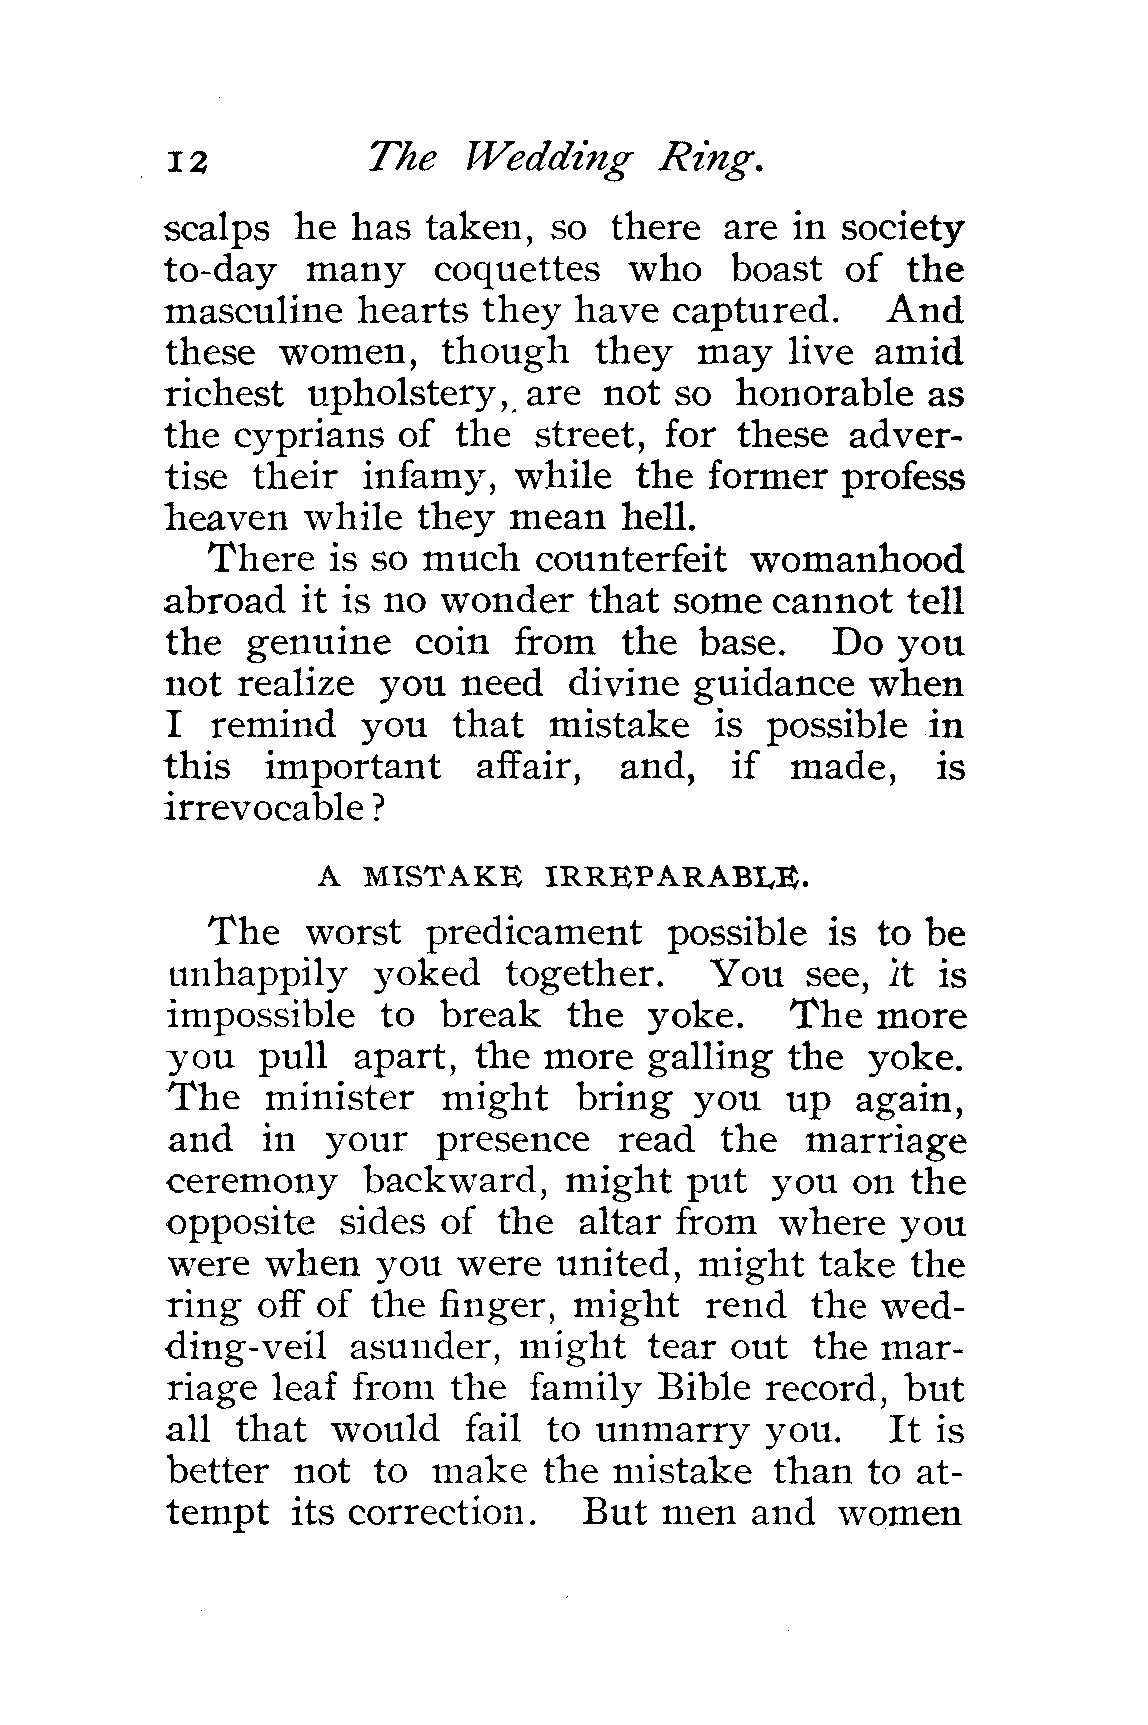 12 The Wedding Ring.
scalps he has taken, so there are in society
to-day many coquettes who boast of the
masculine hearts they have captured. And
these women, though they may live amid
richest upholstery, are not so honorable as
the cyprians of the street, for these adver-
tise their infamy, while the former profess
heaven while they mean hell.
There is so much counterfeit womanhood
abroad it is no wonder that some cannot tell
the genuine coin from the base. Do you
not realize you need divine guidance when
I remind you that mistake is possible in
this important affair, and, if made, is
irrevocable?
A MISTAKE IRREPARABLE.
The worst predicament possible is to be
unhappily yoked together. You see, it is
impossible to break the yoke. The more
you pull apart, the more galling the yoke.
The minister might bring you up again,
and in your presence read the marriage
ceremony backward, might put you on the
opposite sides of the altar from where you
were when you were united, might take the
ring off of the finger, might rend the wed-
ding-veil asunder, might tear out the mar-
riage leaf from the family Bible record, but
all that would fail to unmarry you. It is
better not to make the mistake than to at-
tempt its correction. But men and women